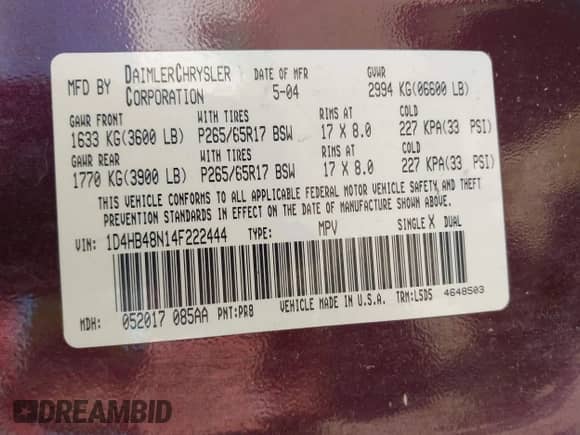 MFD BY DAIMLERCHRYSLER CORPORATION DATE OF MFR 5-04 GVWR 2994 KG(06600 LB)
GAWR FRONT WITH TIRES RIMS AT COLD
1633 KG(3600 LB) P265/65R17 BSW 17 X 8.0 227 KPA(33 PSI)
GAWR REAR WITH TIRES RIMS AT COLD
1770 KG(3900 LB) P265/65R17 BSW 17 X 8.0 227 KPA(33 PSI)
THIS VEHICLE CONFORMS TO ALL APPLICABLE FEDERAL MOTOR VEHICLE SAFETY AND THEFT
PREVENTION STANDARDS IN EFFECT ON THE DATE OF MANUFACTURE SHOWN ABOVE.
VIN: 1D4HB48N14F222444 TYPE: MPV SINGLE X DUAL
MDH: 052017 085AA PNT:PR8 VEHICLE MADE IN U.S.A. TRM:L5D5 4648503
DREAMBID